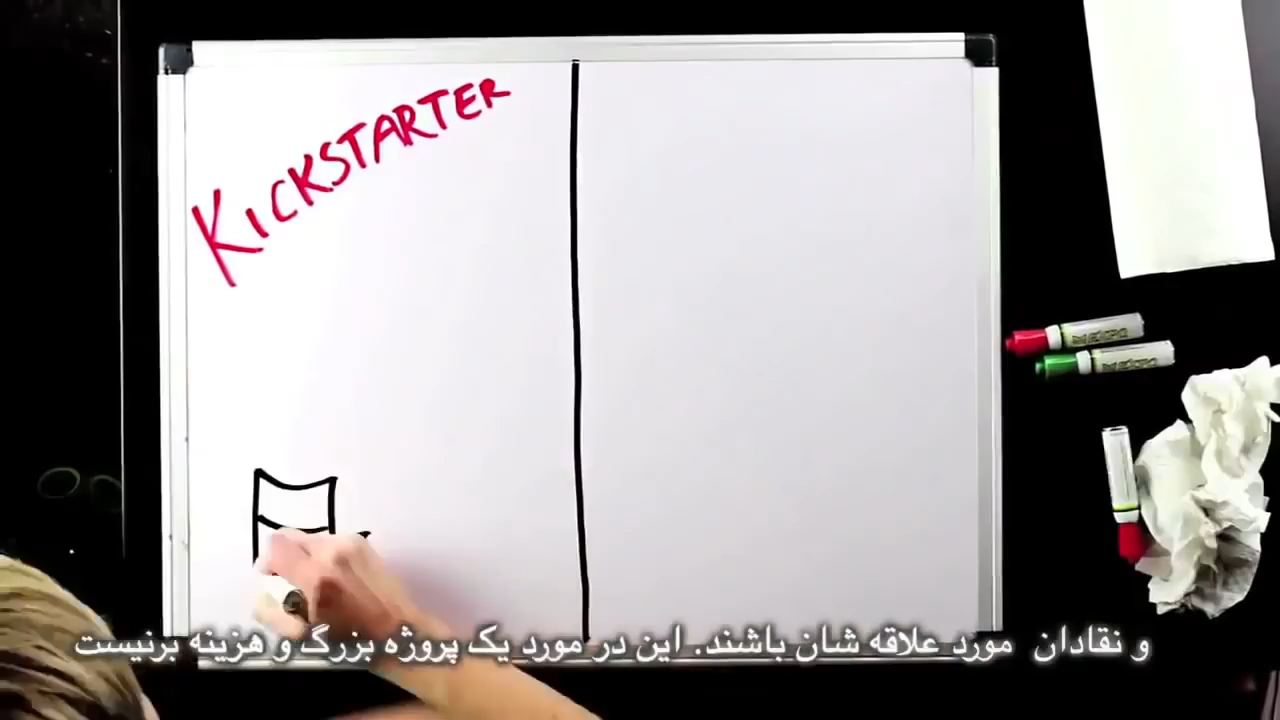 KICKSTARTER
و نقادان مورد علاقه شان باشند. این در مورد یک پروژه بزرگ و هزینه برنیست